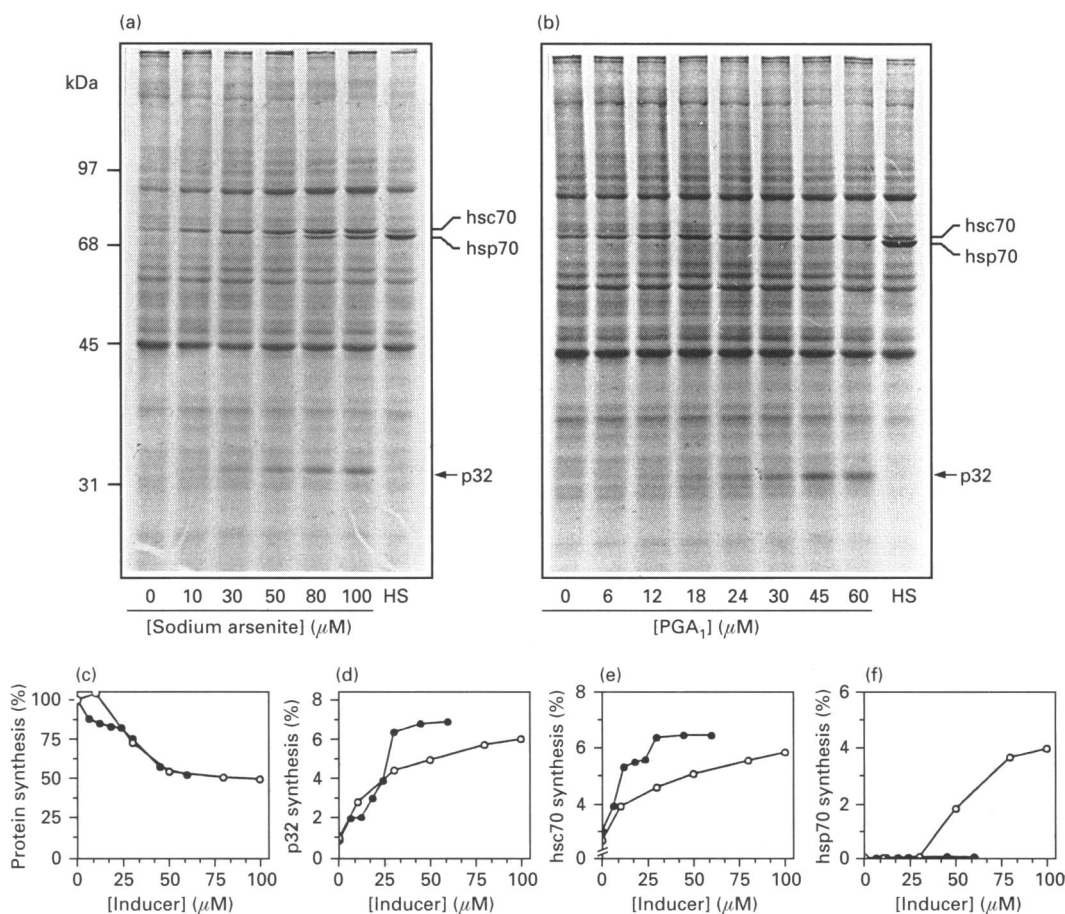 (a)
kDa
97
68
45
31
hsc70
hsp70
p32
0 10 30 50 80 100 HS
[Sodium arsenite] (μM)
(b)
hsc70
hsp70
p32
0 6 12 18 24 30 45 60 HS
[PGA₁] (μM)
(c)
Protein synthesis (%)
100
75
50
25
0
0 25 50 75 100
[Inducer] (μM)
(d)
p32 synthesis (%)
8
6
4
2
0
0 25 50 75 100
[Inducer] (μM)
(e)
hsc70 synthesis (%)
8
6
4
2
0 25 50 75 100
[Inducer] (μM)
(f)
hsp70 synthesis (%)
6
4
2
0
0 25 50 75 100
[Inducer] (μM)